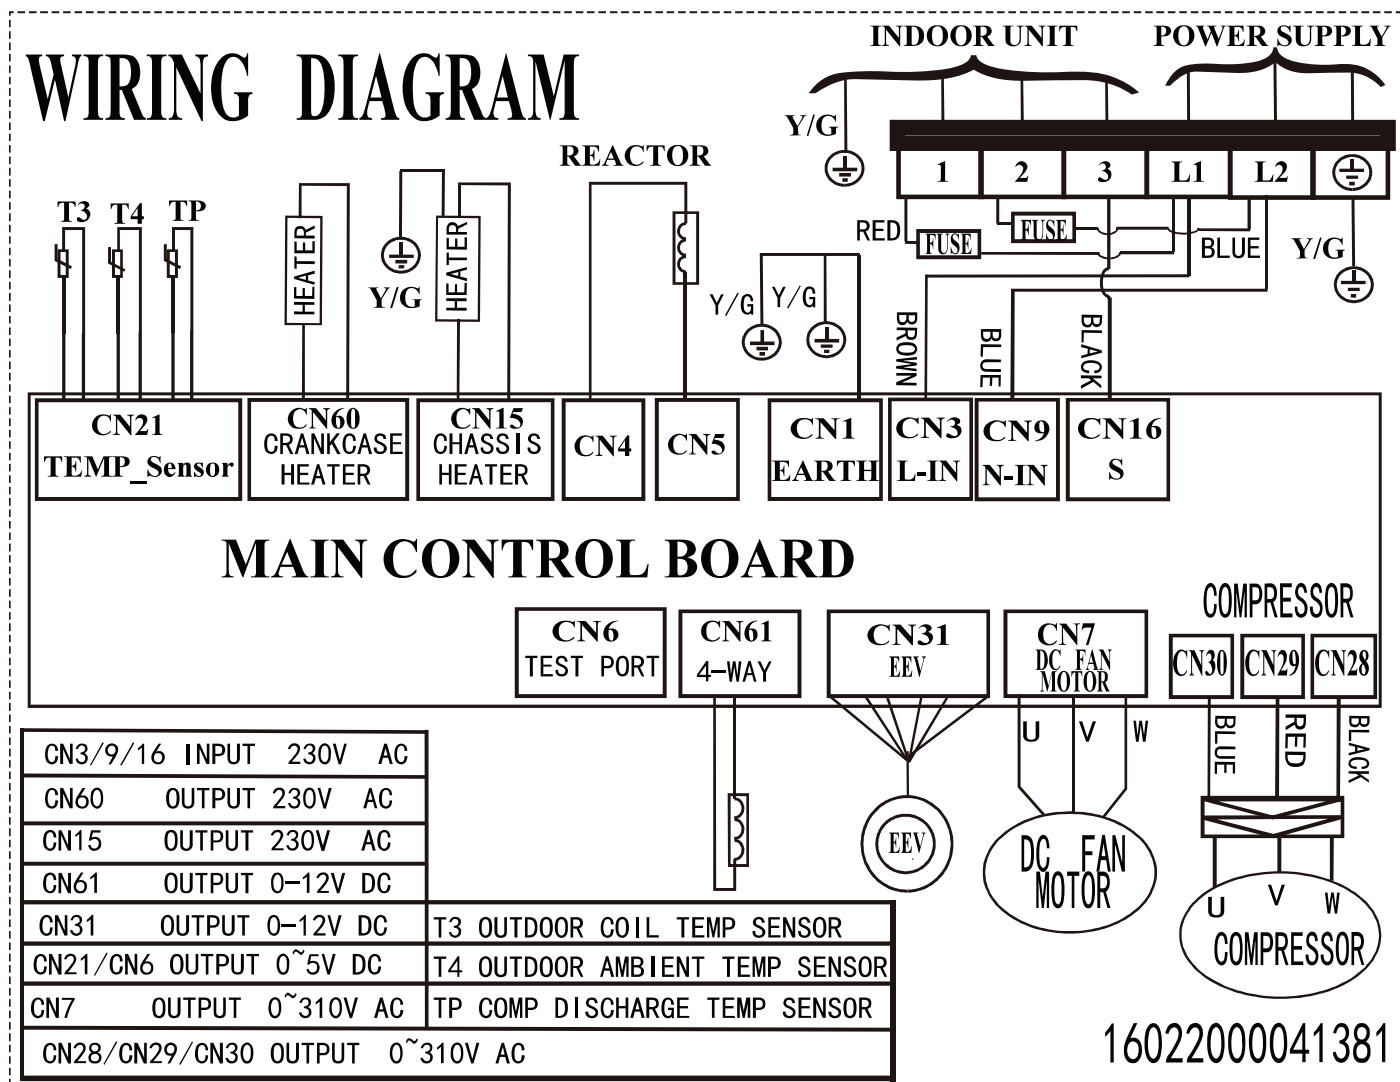 WIRING DIAGRAM
INDOOR UNIT POWER SUPPLY
Y/G
1 2 3 L1 L2
RED FUSE FUSE BLUE Y/G
REACTOR
T3 T4 TP
HEATER
HEATER
Y/G
Y/G Y/G
BROWN
BLUE
BLACK
CN21
TEMP_Sensor
CN60
CRANKCASE
HEATER
CN15
CHASSIS
HEATER
CN4
CN5
CN1
EARTH
CN3
L-IN
CN9
N-IN
CN16
S
MAIN CONTROL BOARD
CN6
TEST PORT
CN61
4-WAY
CN31
EEV
CN7
DC FAN
MOTOR
COMPRESSOR
CN30 CN29 CN28
U V W
BLUE
RED
BLACK
EEV
DC FAN
MOTOR
U V W
COMPRESSOR
CN3/9/16 INPUT 230V AC
CN60 OUTPUT 230V AC
CN15 OUTPUT 230V AC
CN61 OUTPUT 0-12V DC
CN31 OUTPUT 0-12V DC
T3 OUTDOOR COIL TEMP SENSOR
CN21/CN6 OUTPUT 0~5V DC
T4 OUTDOOR AMBIENT TEMP SENSOR
CN7 OUTPUT 0~310V AC
TP COMP DISCHARGE TEMP SENSOR
CN28/CN29/CN30 OUTPUT 0~310V AC
16022000041381